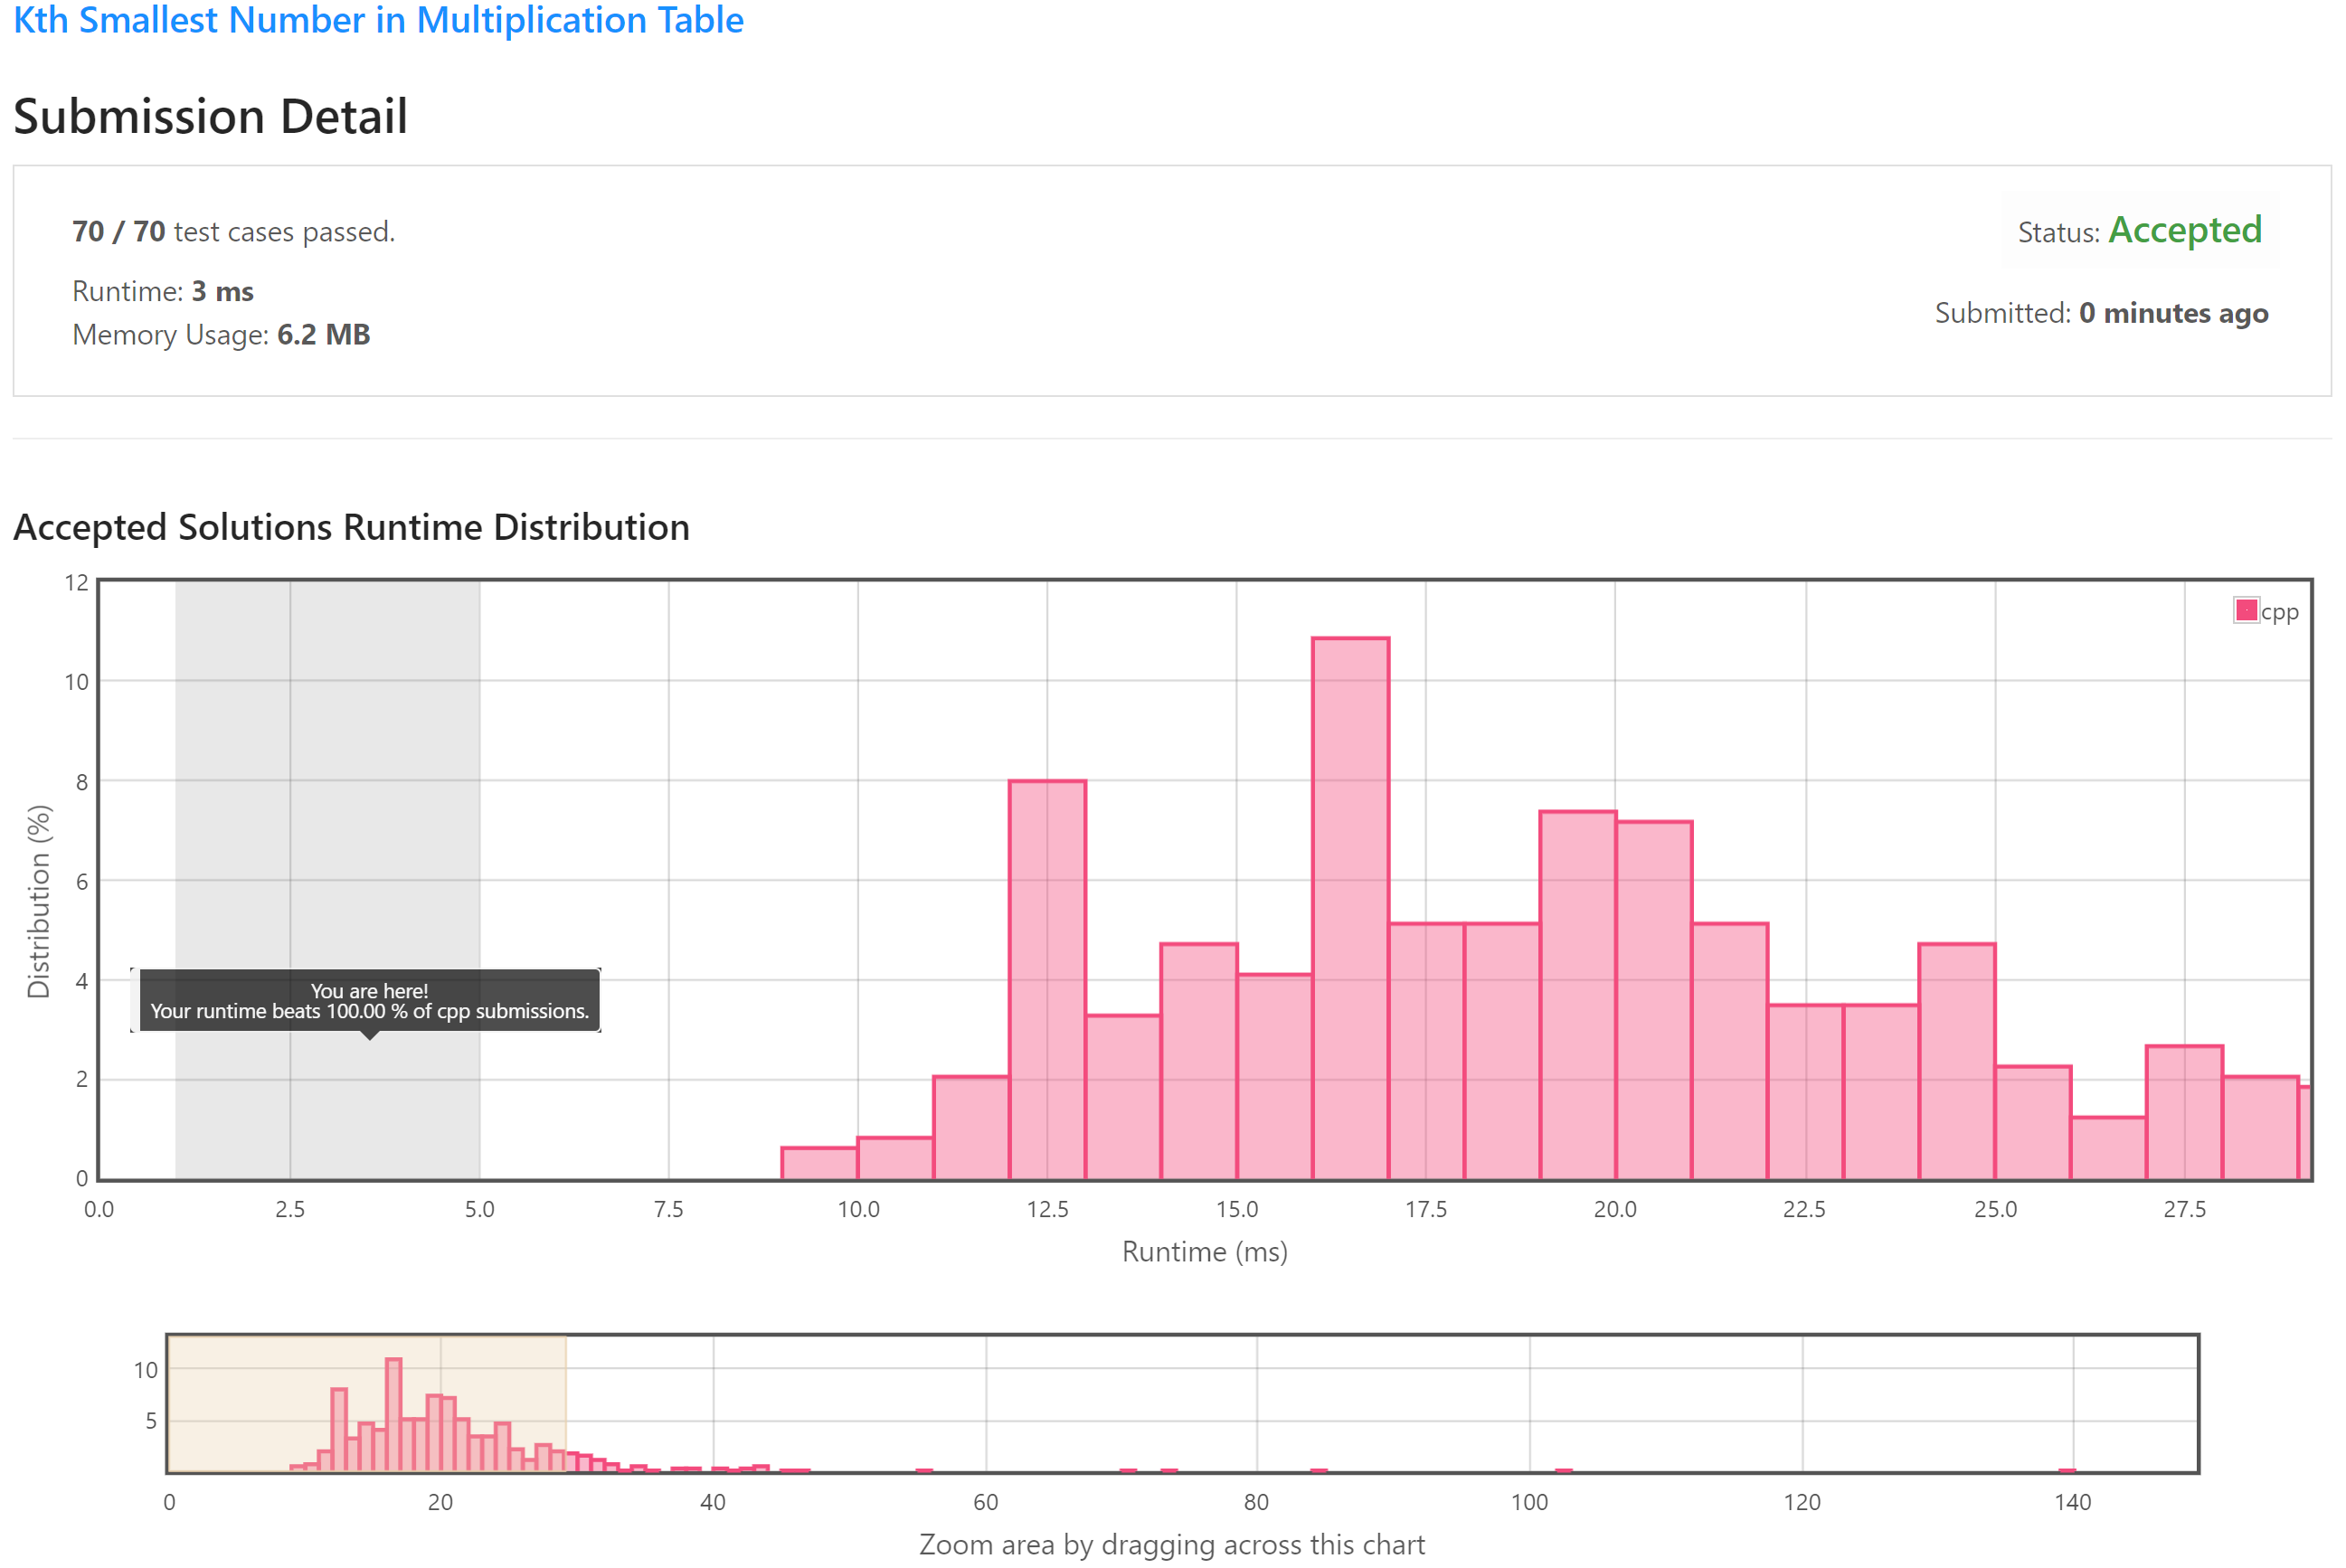 Kth Smallest Number in Multiplication Table
Submission Detail
70 / 70 test cases passed.
Status: Accepted
Runtime: 3 ms
Submitted: 0 minutes ago
Memory Usage: 6.2 MB
Accepted Solutions Runtime Distribution
12
10
8
6
4
2
0
Distribution (%)
cpp
You are here!
Your runtime beats 100.00 % of cpp submissions.
0.0 2.5 5.0 7.5 10.0 12.5 15.0 17.5 20.0 22.5 25.0 27.5
Runtime (ms)
10
5
0 20 40 60 80 100 120 140
Zoom area by dragging across this chart